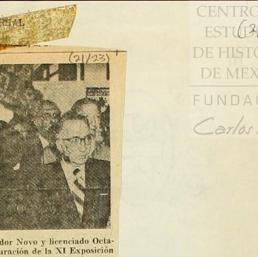 CENTRO
ESTU
DE HISTO
DE MEX
FUNDAC
Carlos
(21/23)
dor Novo y licenciado Octa-
uración de la XI Exposición